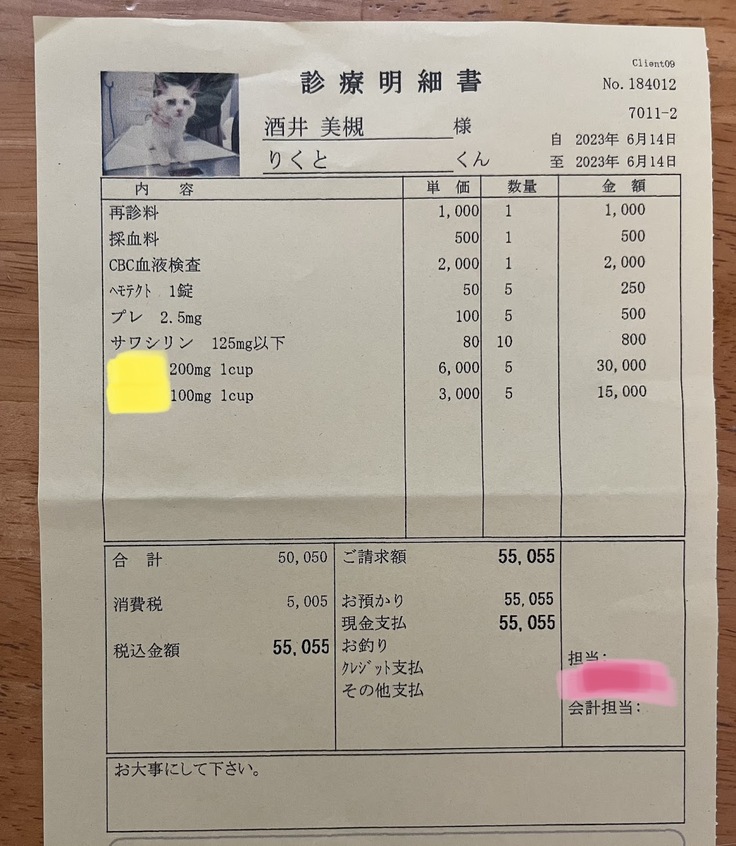 Client09
診療明細書
No.184012
7011-2
酒井 美槻 様
自 2023年 6月14日
りくと くん
至 2023年 6月14日
内 容 単 価 数量 金 額
再診料 1,000 1 1,000
採血料 500 1 500
CBC血液検査 2,000 1 2,000
ﾍﾓﾃｸﾄ 1錠 50 5 250
プレ 2.5mg 100 5 500
サワシリン 125mg以下 80 10 800
200mg 1cup 6,000 5 30,000
100mg 1cup 3,000 5 15,000
合 計 50,050
消費税 5,005
税込金額 55,055
ご請求額 55,055
お預かり 55,055
現金支払 55,055
お釣り
ｸﾚｼﾞｯﾄ支払
その他支払
担当:
会計担当:
お大事にして下さい。